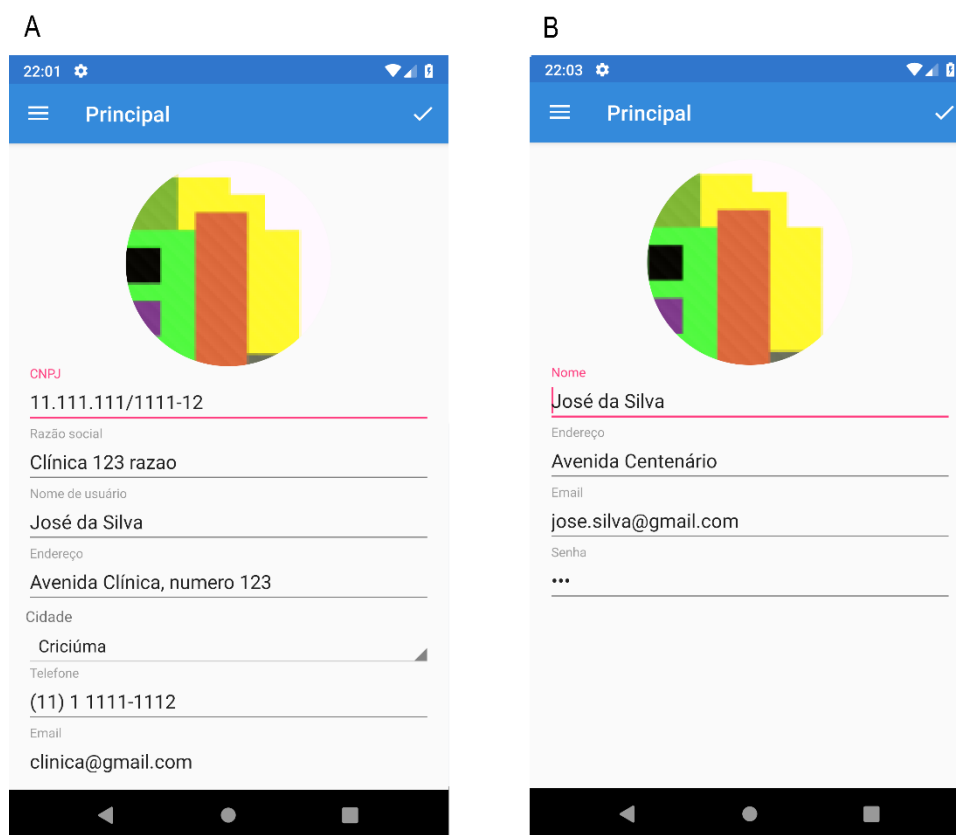 A
22:01
Principal
CNPJ
11.111.111/1111-12
Razão social
Clínica 123 razao
Nome de usuário
José da Silva
Endereço
Avenida Clínica, numero 123
Cidade
Criciúma
Telefone
(11) 1 1111-1112
Email
clinica@gmail.com
B
22:03
Principal
Nome
José da Silva
Endereço
Avenida Centenário
Email
jose.silva@gmail.com
Senha
•••